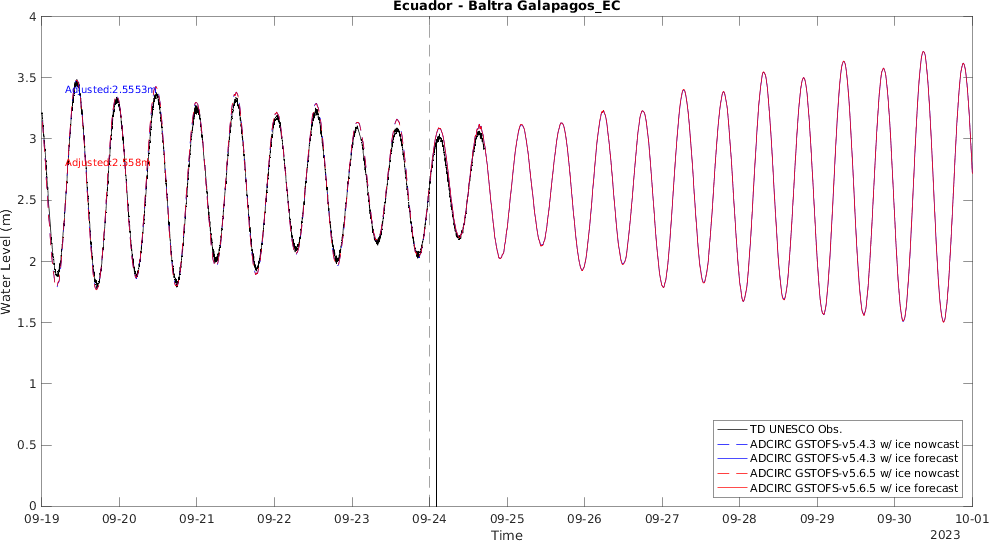 Ecuador - Baltra Galapagos_EC
4
3.5
3
2.5
2
1.5
1
0.5
0
Water Level (m)
Adjusted:2.5553m
Adjusted:2.558m
TD UNESCO Obs.
ADCIRC GSTOFS-v5.4.3 w/ ice nowcast
ADCIRC GSTOFS-v5.4.3 w/ ice forecast
ADCIRC GSTOFS-v5.6.5 w/ ice nowcast
ADCIRC GSTOFS-v5.6.5 w/ ice forecast
09-19 09-20 09-21 09-22 09-23 09-24 09-25 09-26 09-27 09-28 09-29 09-30 10-01
Time
2023